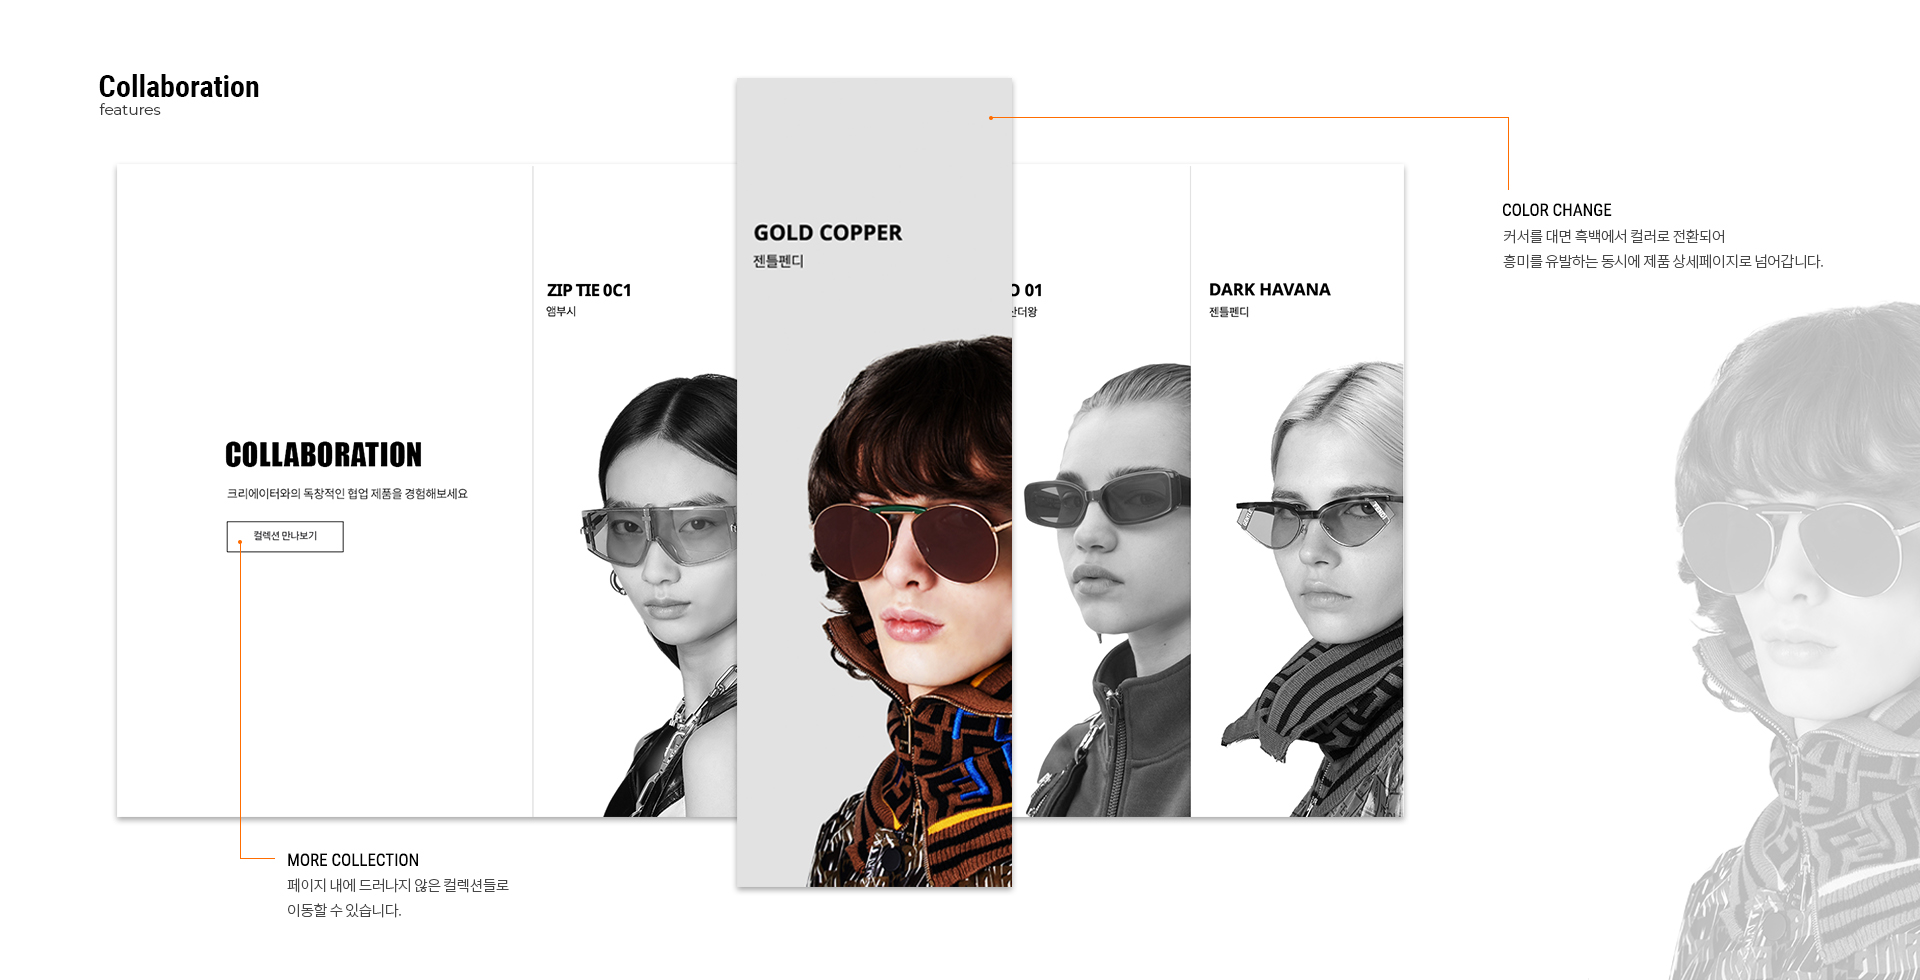 Collaboration
features
GOLD COPPER
젠틀펜디
COLOR CHANGE
커서를 대면 흑백에서 컬러로 전환되어
흥미를 유발하는 동시에 제품 상세페이지로 넘어갑니다.
ZIP TIE 0C1
앰부시
O 01
산더왕
DARK HAVANA
젠틀펜디
COLLABORATION
크리에이터와의 독창적인 협업 제품을 경험해보세요
컬렉션 만나보기
MORE COLLECTION
페이지 내에 드러나지 않은 컬렉션들로
이동할 수 있습니다.